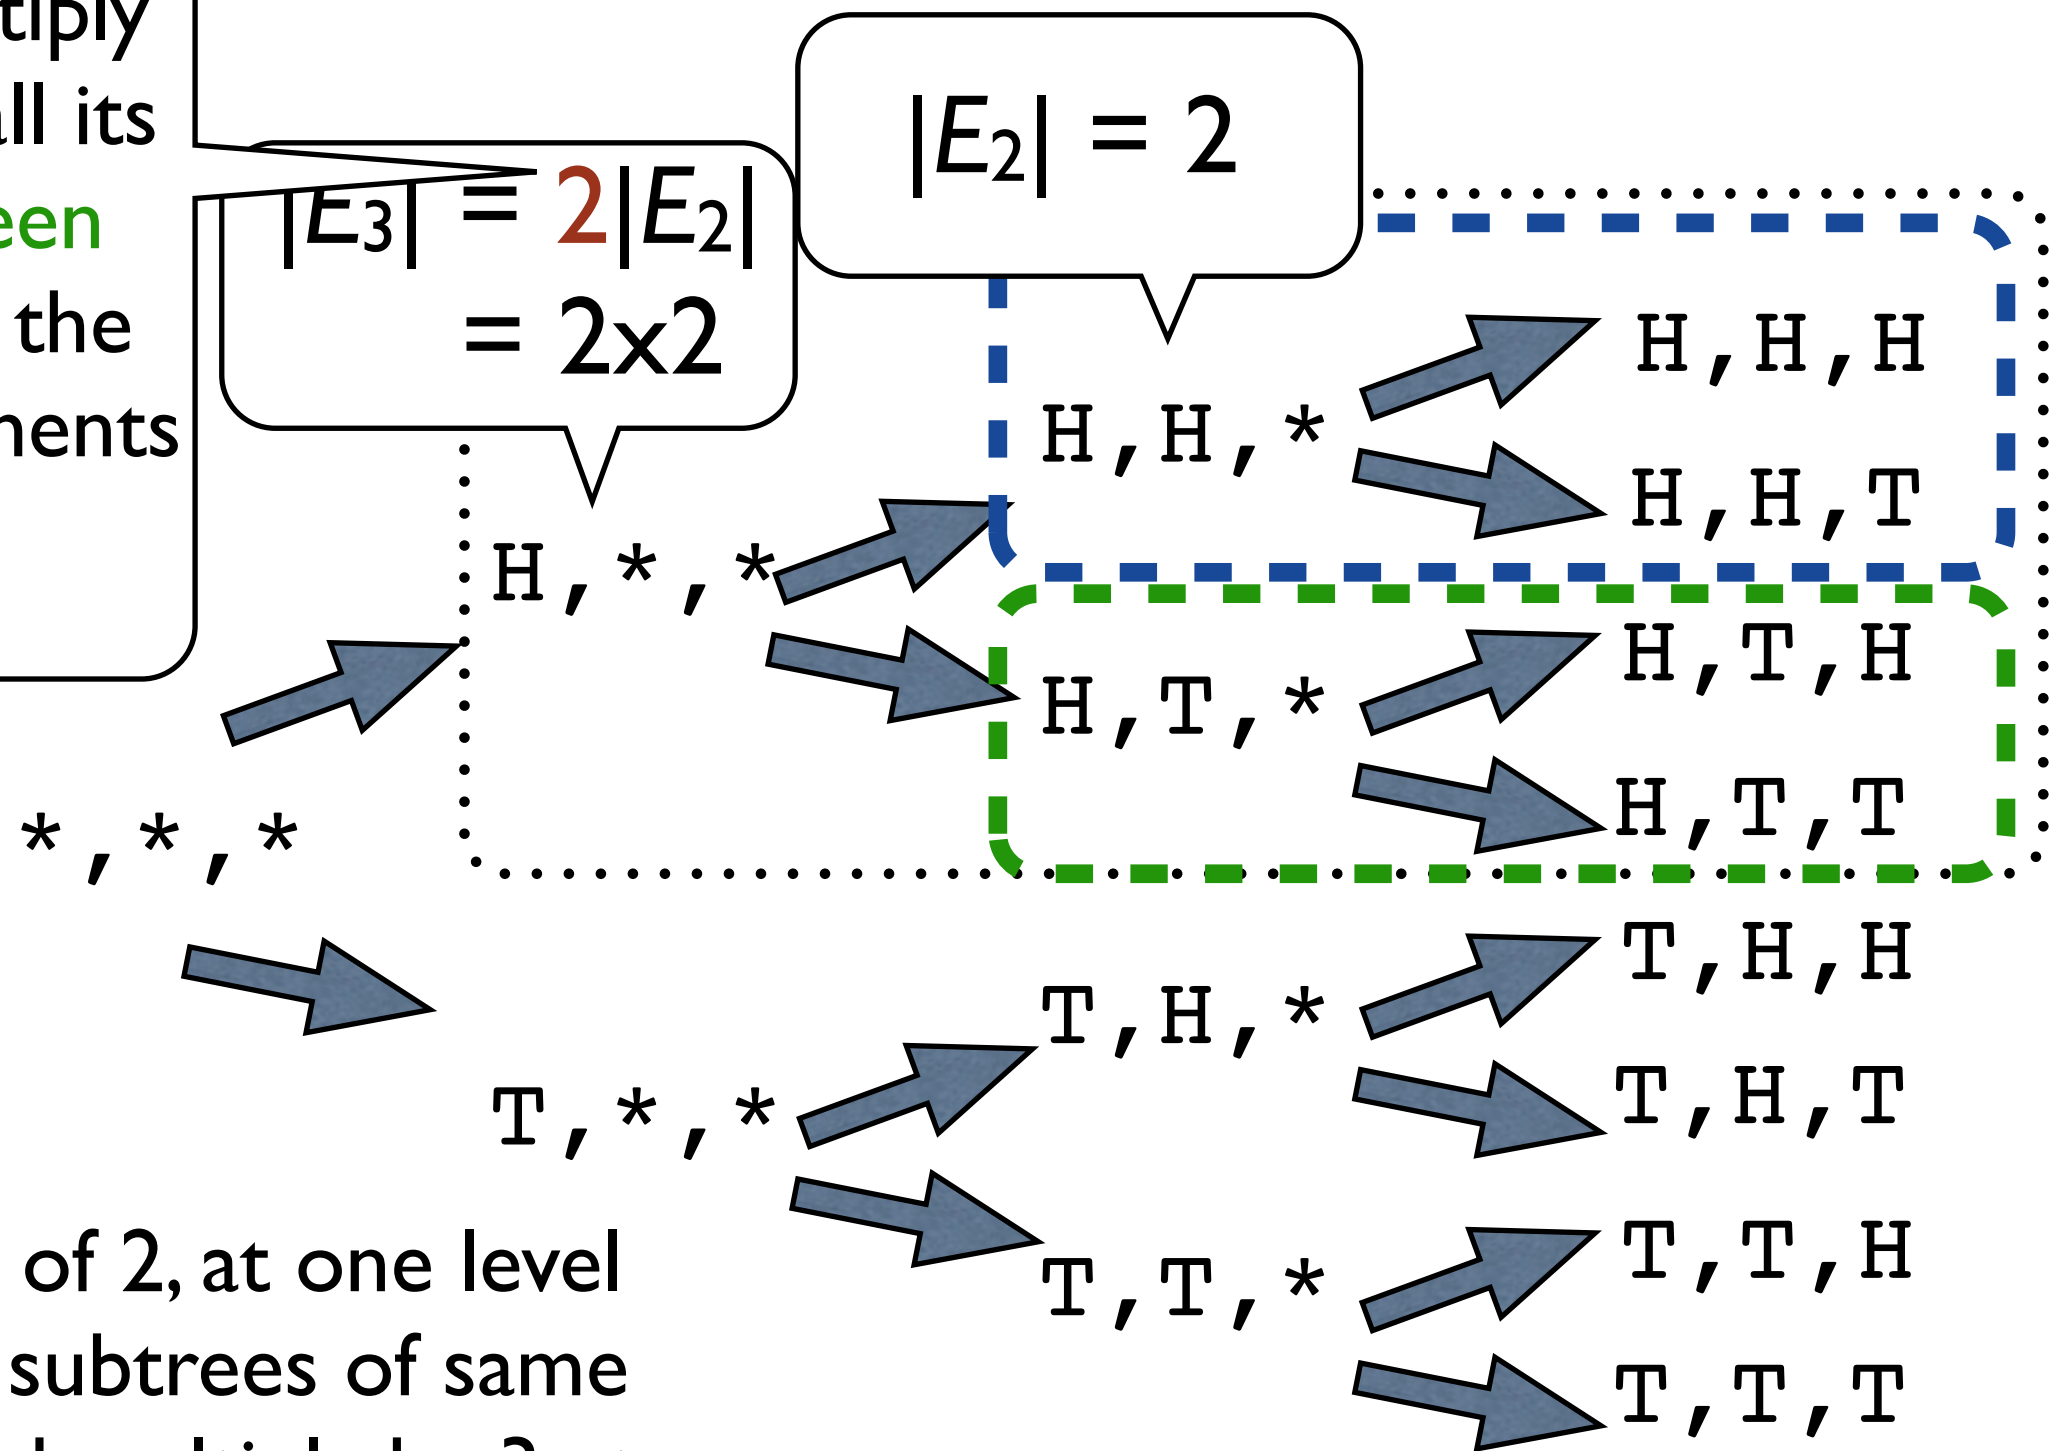 tiply
all its
een
the
nents
|E3| = 2|E2|
= 2x2
|E2| = 2
H,H,H
H,H,*
H,H,T
H,*,*
H,T,H
H,T,*
H,T,T
*,*,*
T,H,H
T,H,*
T,H,T
T,*,*
T,T,H
T,T,*
T,T,T
of 2, at one level
subtrees of same